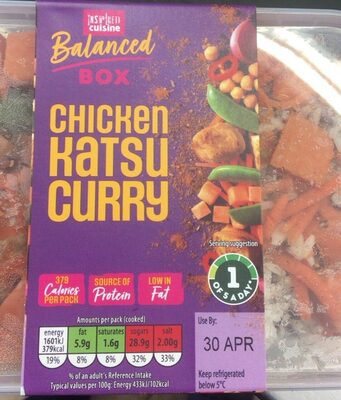 INSPIRED
cuisine
Balanced
BOX
CHICKEN
KATSU
CURRY
Serving suggestion
379
Calories
PER PACK
SOURCE OF
Protein
LOW IN
Fat
1
OF 5 A DAY
Amounts per pack (cooked)
energy fat saturates sugars salt
1601kJ 5.9g 1.6g 28.9g 2.00g
379kcal
19% 8% 8% 32% 33%
% of an adult's Reference Intake
Typical values per 100g: Energy 433kJ/102kcal
Use By:
30 APR
Keep refrigerated
below 5°C